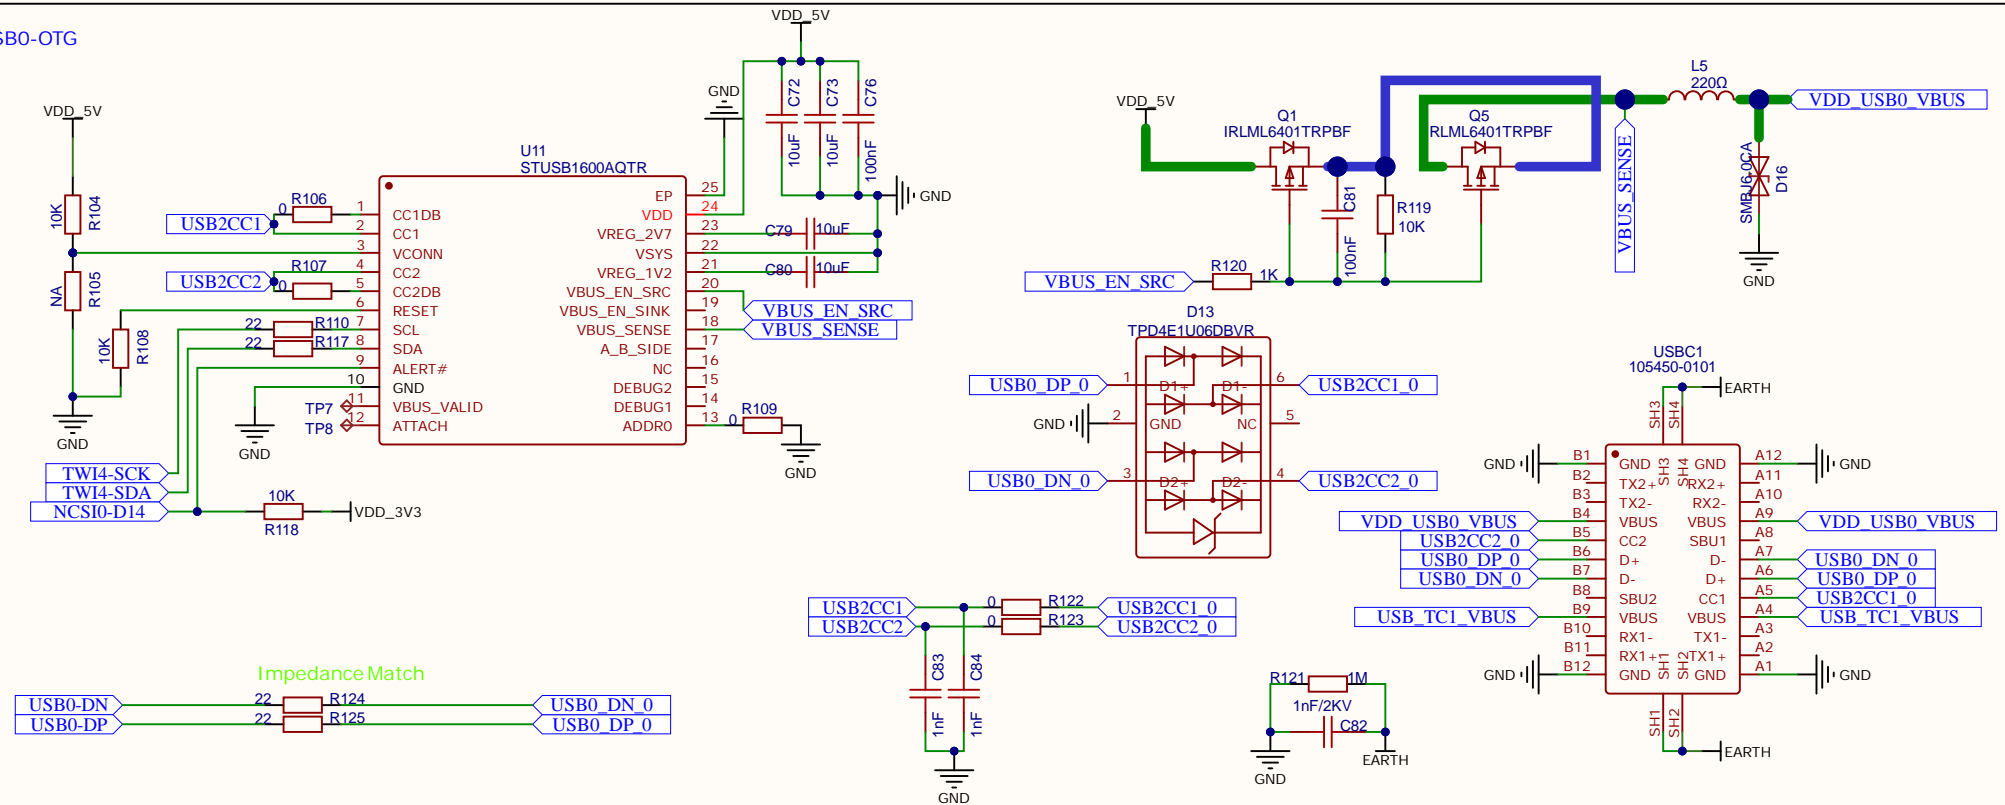 SB0-OTG
VDD_5V
10K
R104
NA
R105
10K
R108
GND
USB2CC1
USB2CC2
0
R106
R107
0
22
R110
22
R117
GND
TP7
TP8
TWI4-SCK
TWI4-SDA
NCSI0-D14
10K
R118
VDD_3V3
U11
STUSB1600AQTR
1
CC1DB
2
CC1
3
VCONN
4
CC2
5
CC2DB
6
RESET
7
SCL
8
SDA
9
ALERT#
10
GND
11
VBUS_VALID
12
ATTACH
EP
25
VDD
24
VREG_2V7
23
VSYS
22
VREG_1V2
21
VBUS_EN_SRC
20
VBUS_EN_SINK
19
VBUS_SENSE
18
A_B_SIDE
17
NC
16
DEBUG2
15
DEBUG1
14
ADDR0
13
GND
VDD_5V
C72
10uF
C73
10uF
C76
100nF
GND
C79
10uF
C80
10uF
VBUS_EN_SRC
VBUS_SENSE
0
R109
GND
VDD_5V
Q1
IRLML6401TRPBF
C81
100nF
R119
10K
Q5
RLML6401TRPBF
VBUS_EN_SRC
R120
1K
VBUS_SENSE
L5
220Ω
VDD_USB0_VBUS
SMBJ6.0CA
D16
GND
D13
TPD4E1U06DBVR
USB0_DP_0
1
D1+
D1-
6
USB2CC1_0
GND
2
GND
NC
5
USB0_DN_0
3
D2+
D2-
4
USB2CC2_0
USBC1
105450-0101
EARTH
SH3
SH4
GND
B1
GND
SH3
SH4
GND
A12
GND
B2
TX2+
RX2+
A11
B3
TX2-
RX2-
A10
VDD_USB0_VBUS
B4
VBUS
VBUS
A9
VDD_USB0_VBUS
USB2CC2_0
B5
CC2
SBU1
A8
USB0_DP_0
B6
D+
D-
A7
USB0_DN_0
USB0_DN_0
B7
D-
D+
A6
USB0_DP_0
B8
SBU2
CC1
A5
USB2CC1_0
USB_TC1_VBUS
B9
VBUS
VBUS
A4
USB_TC1_VBUS
B10
RX1-
TX1-
A3
B11
RX1+
TX1+
A2
GND
B12
GND
SH1
SH2
GND
A1
GND
SH1
SH2
EARTH
USB2CC1
0
R122
USB2CC1_0
USB2CC2
0
R123
USB2CC2_0
C83
1nF
C84
1nF
GND
R121
1M
1nF/2KV
C82
GND
EARTH
Impedance Match
USB0-DN
22
R124
USB0_DN_0
USB0-DP
22
R125
USB0_DP_0